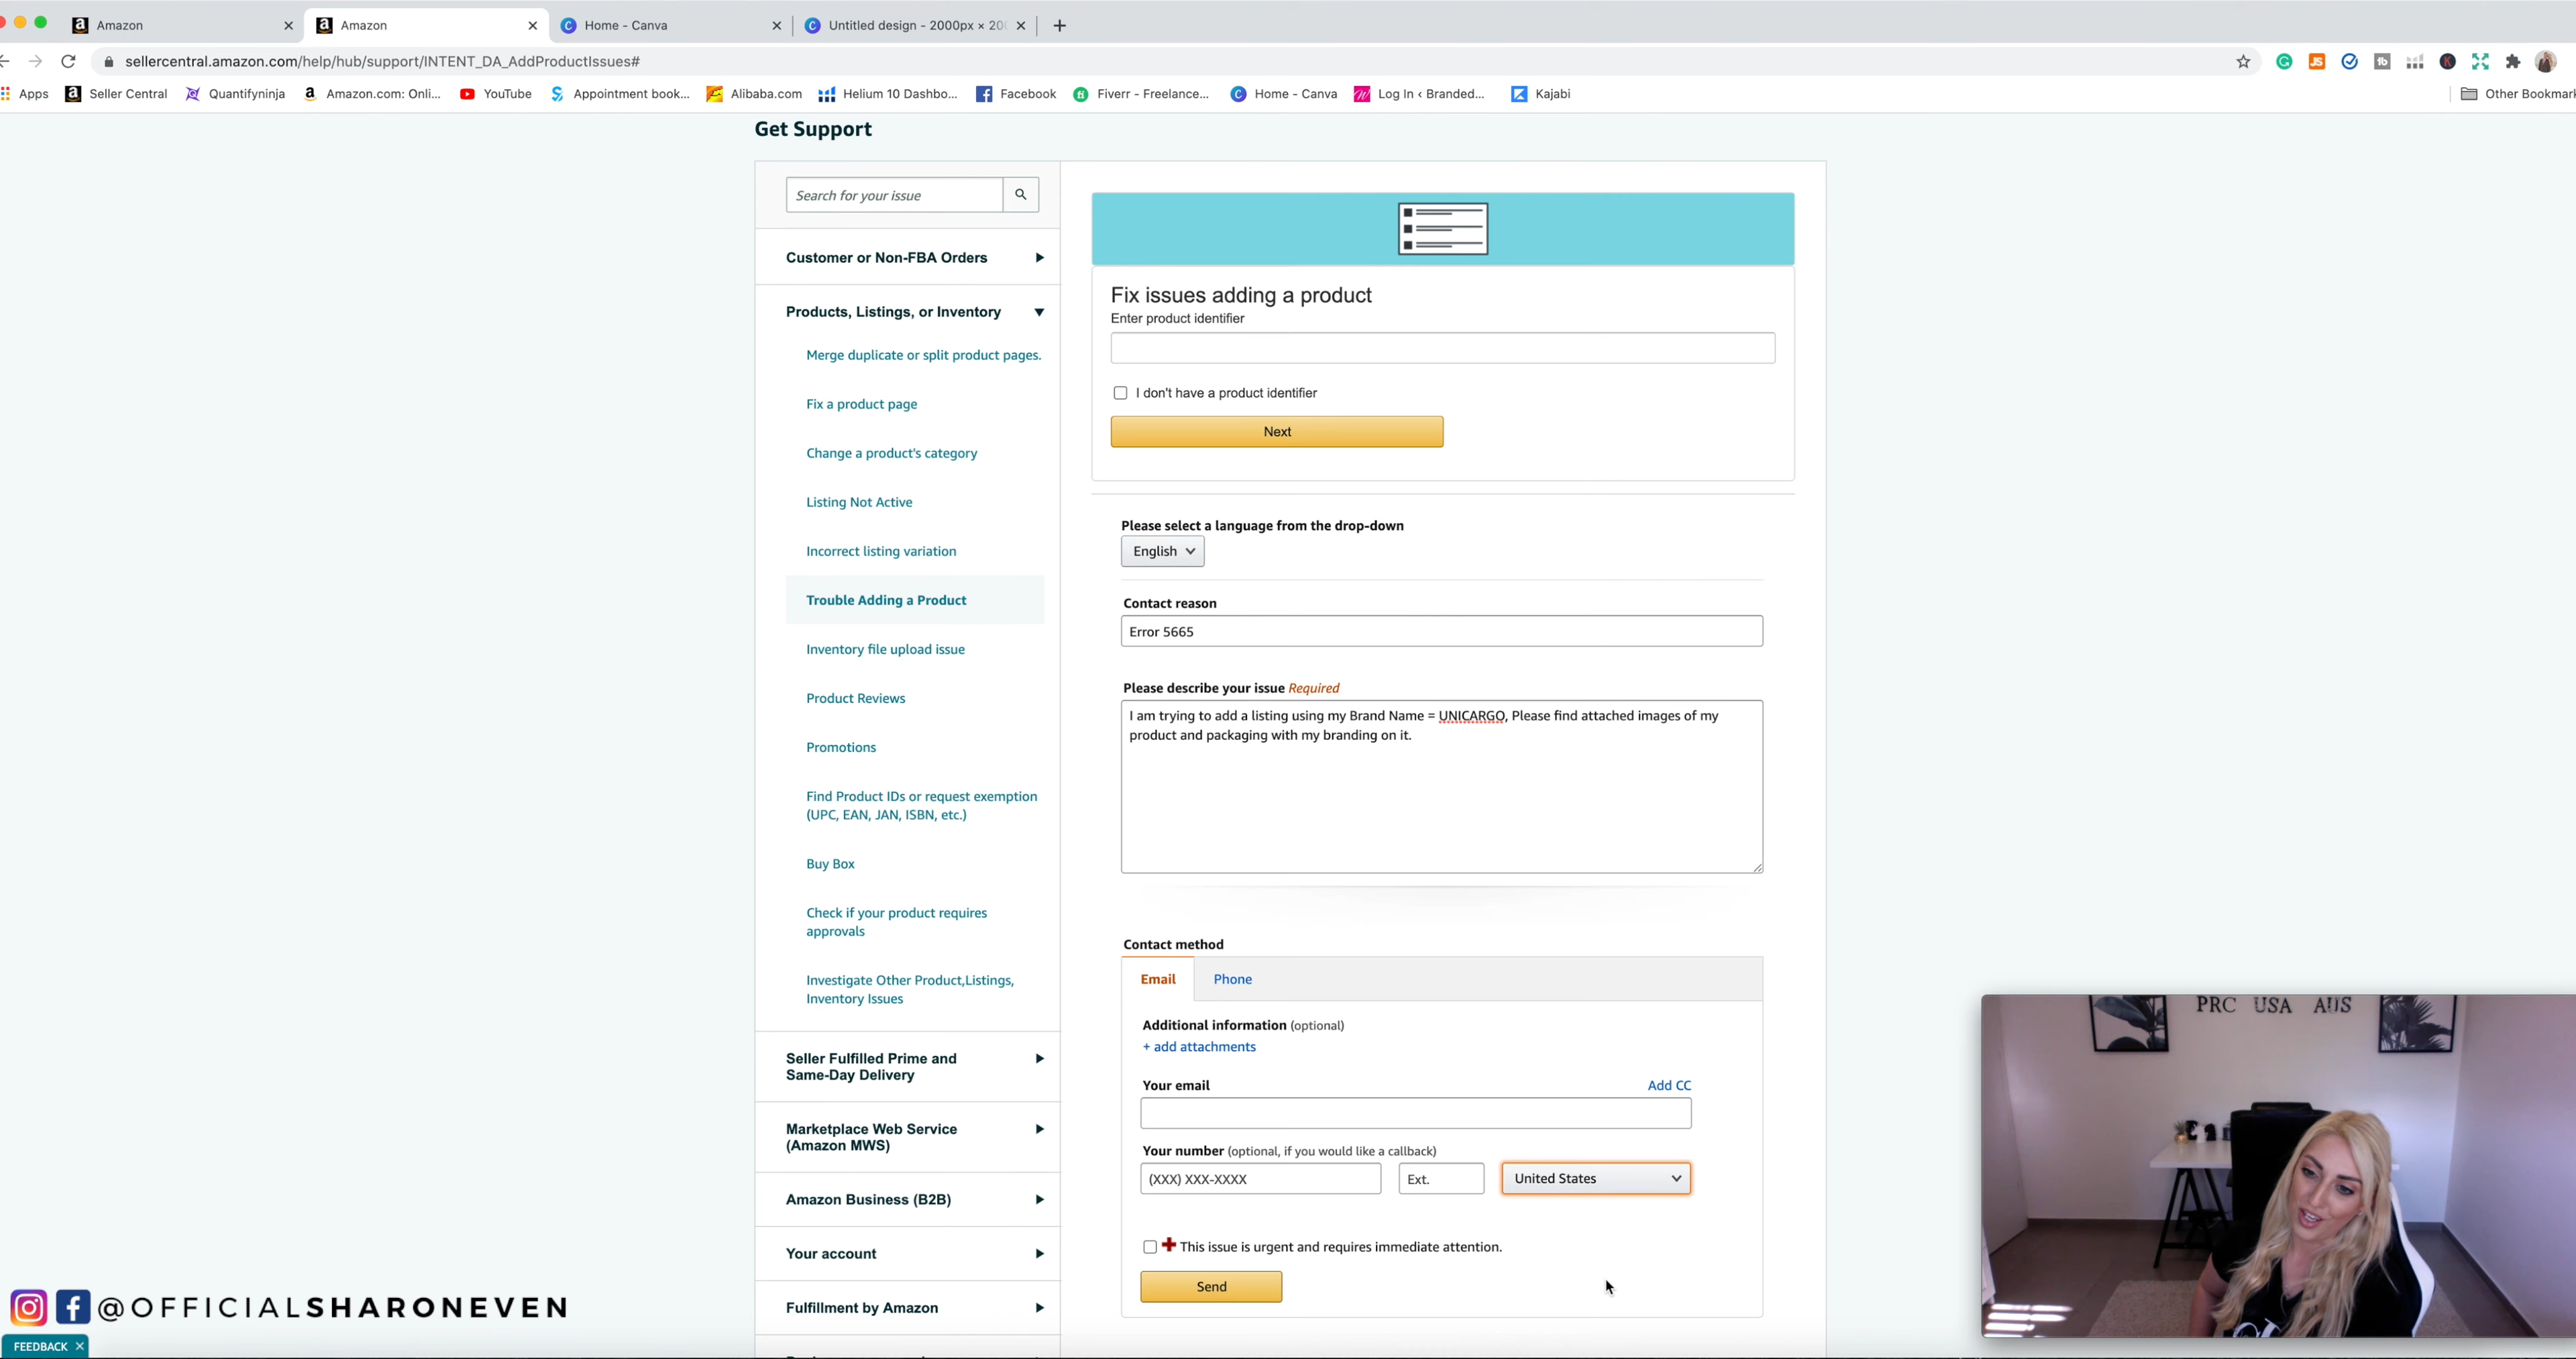 Amazon
Amazon
Home - Canva
Untitled design - 2000px × 20
sellercentral.amazon.com/help/hub/support/INTENT_DA_AddProductIssues#
Apps
Seller Central
Quantifyninja
Amazon.com: Onli...
YouTube
Appointment book...
Alibaba.com
Helium 10 Dashbo...
Facebook
Fiverr - Freelance...
Home - Canva
Log In ‹ Branded...
Kajabi
Other Bookmark
Get Support
Search for your issue
Customer or Non-FBA Orders
Products, Listings, or Inventory
Merge duplicate or split product pages.
Fix a product page
Change a product's category
Listing Not Active
Incorrect listing variation
Trouble Adding a Product
Inventory file upload issue
Product Reviews
Promotions
Find Product IDs or request exemption
(UPC, EAN, JAN, ISBN, etc.)
Buy Box
Check if your product requires
approvals
Investigate Other Product,Listings,
Inventory Issues
Seller Fulfilled Prime and
Same-Day Delivery
Marketplace Web Service
(Amazon MWS)
Amazon Business (B2B)
Your account
Fulfillment by Amazon
Fix issues adding a product
Enter product identifier
I don't have a product identifier
Next
Please select a language from the drop-down
English
Contact reason
Error 5665
Please describe your issue Required
I am trying to add a listing using my Brand Name = UNICARGO, Please find attached images of my
product and packaging with my branding on it.
Contact method
Email
Phone
Additional information (optional)
+ add attachments
Your email
Add CC
Your number (optional, if you would like a callback)
(XXX) XXX-XXXX
Ext.
United States
This issue is urgent and requires immediate attention.
Send
PRC USA AUS
@OFFICIALSHARONEVEN
FEEDBACK